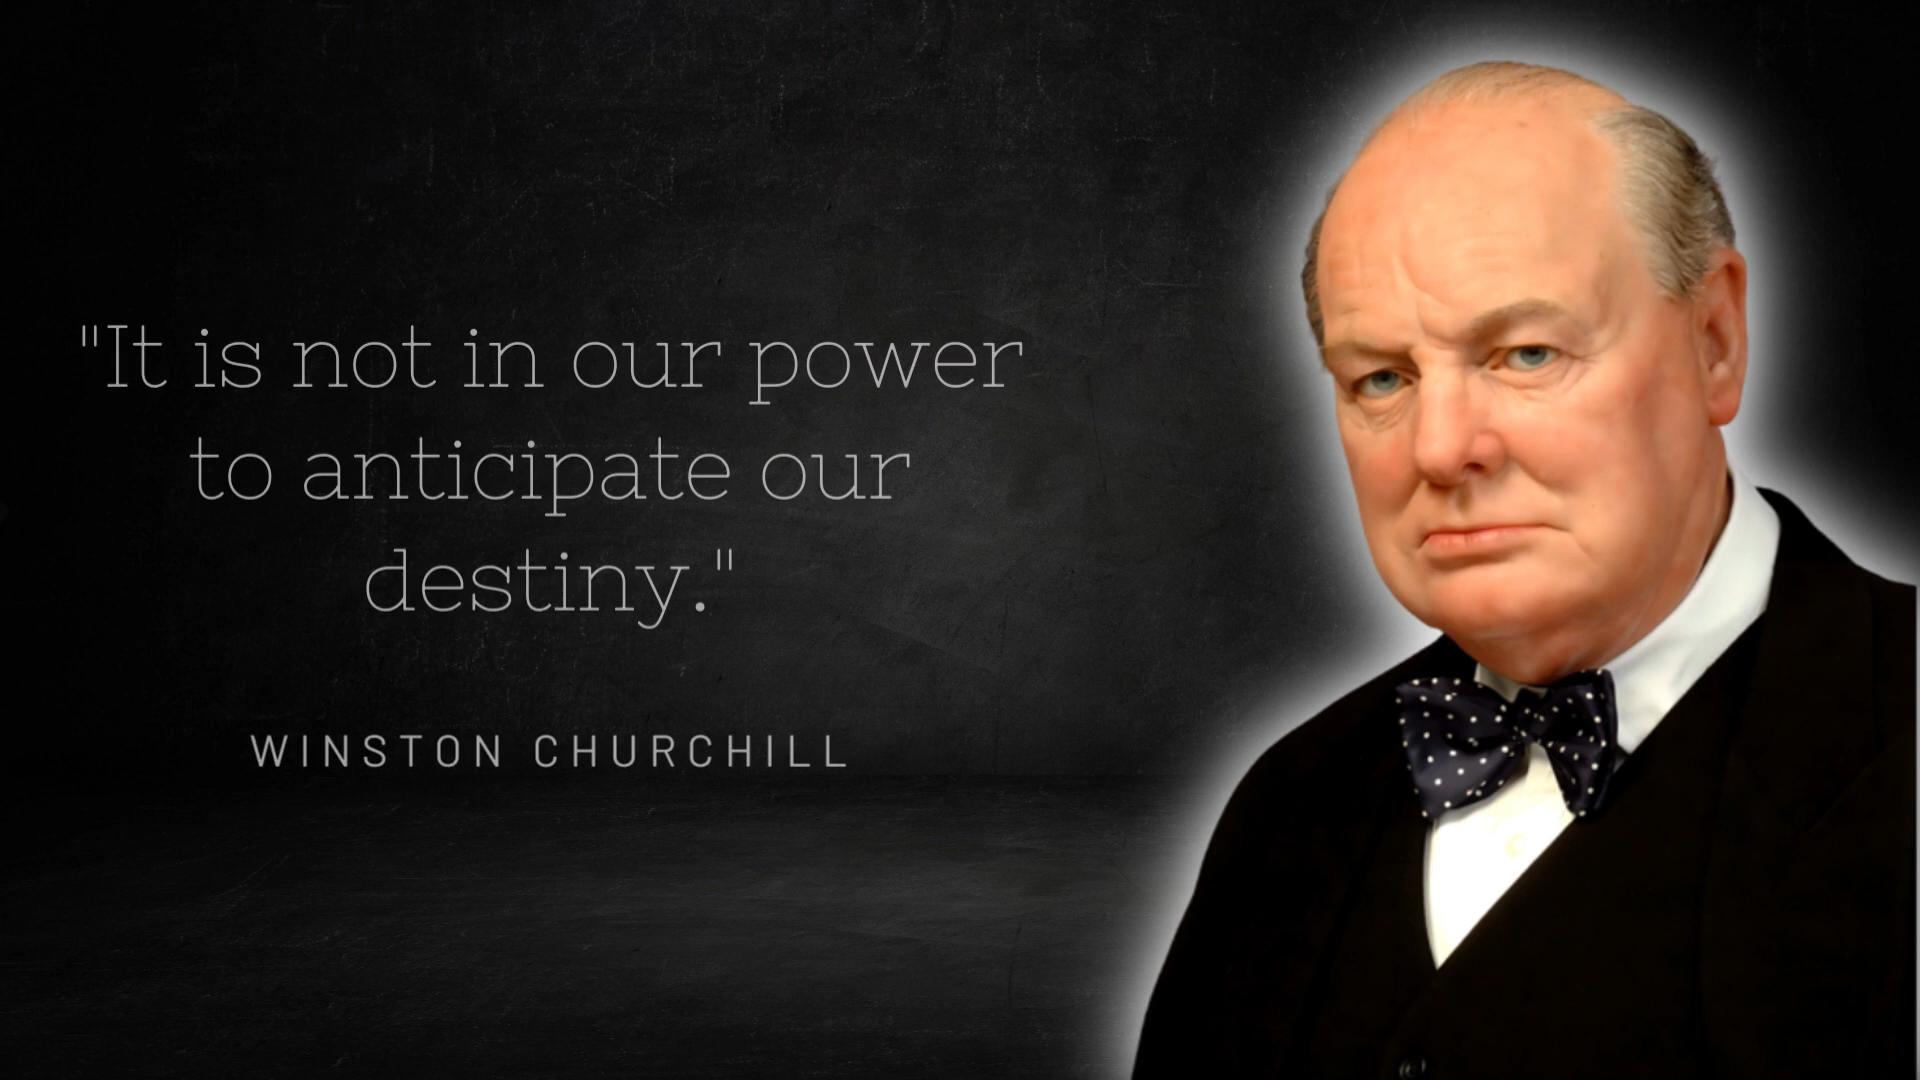 "It is not in our power
to anticipate our
destiny."
WINSTON CHURCHILL